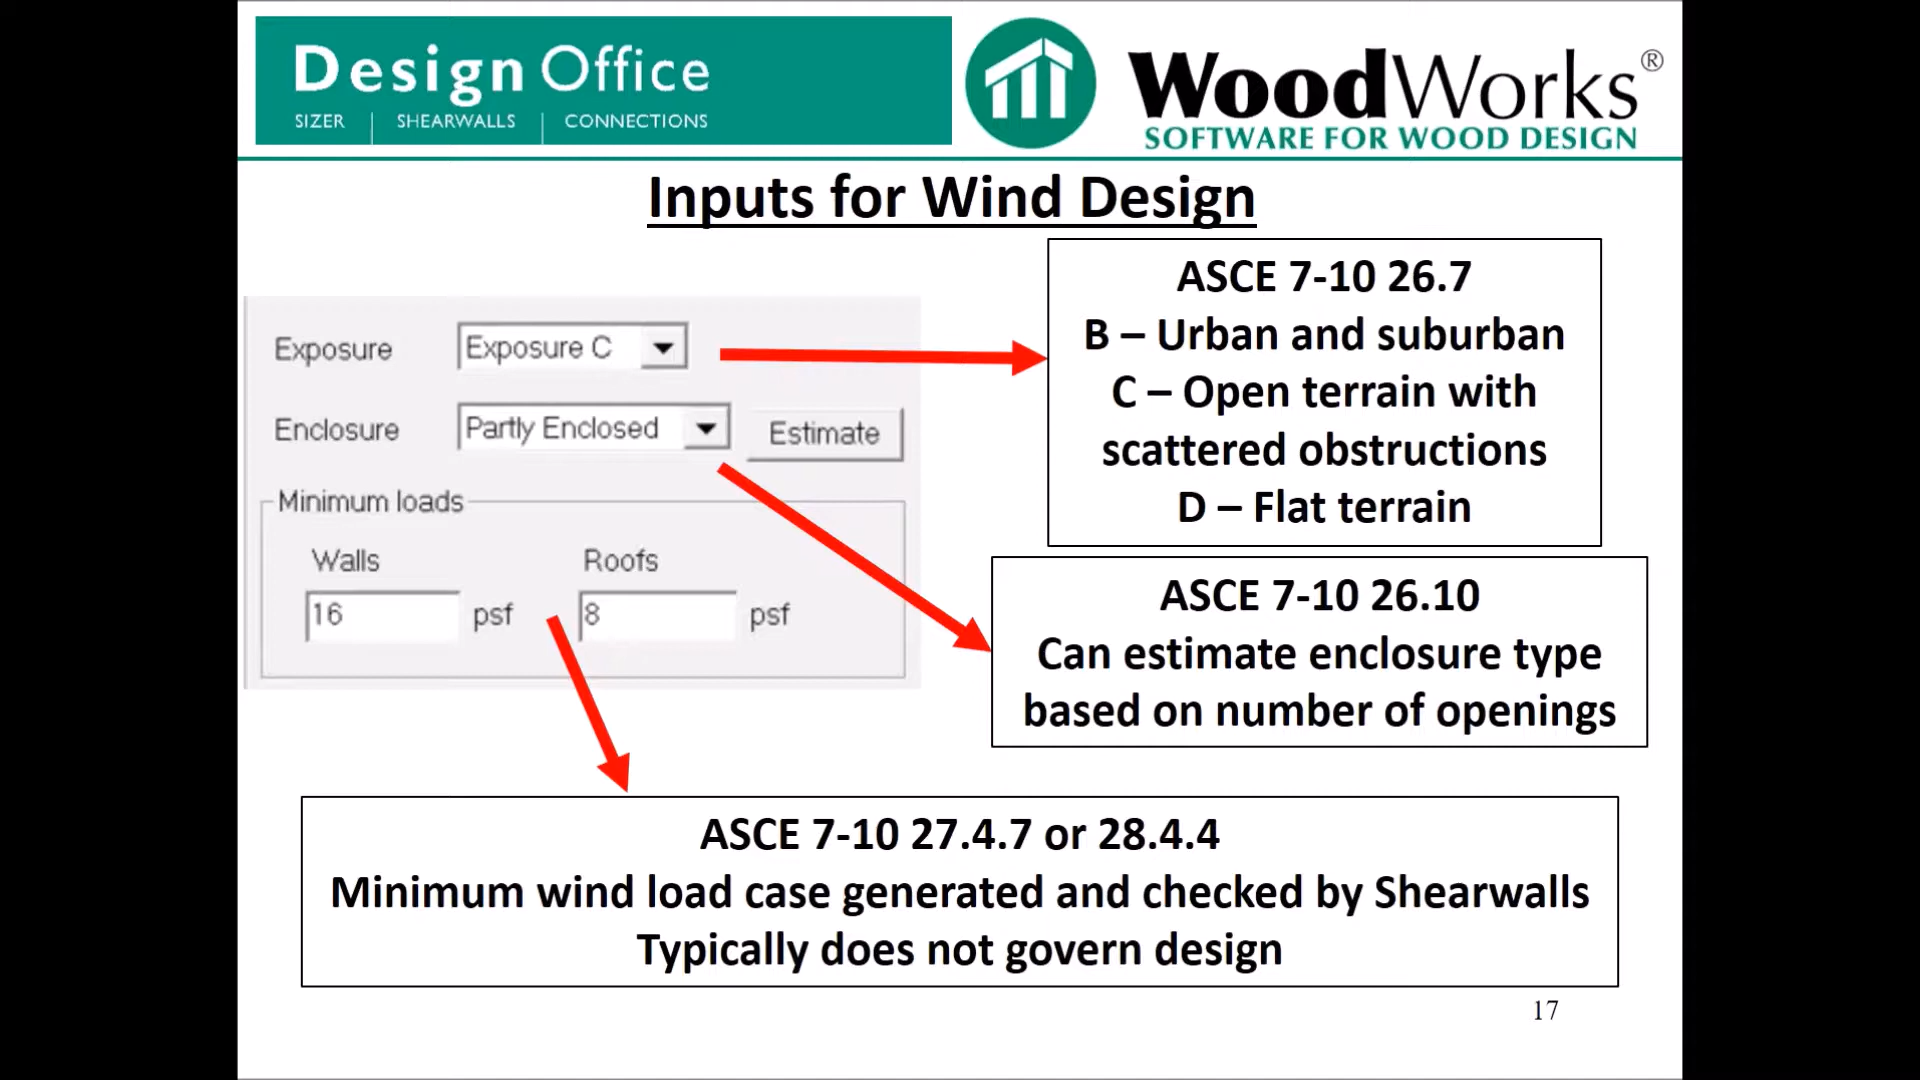 Design Office
SIZER SHEARWALLS CONNECTIONS
WoodWorks®
SOFTWARE FOR WOOD DESIGN
Inputs for Wind Design
Exposure Exposure C
Enclosure Partly Enclosed Estimate
Minimum loads
Walls Roofs
16 psf 8 psf
ASCE 7-10 26.7
B – Urban and suburban
C – Open terrain with
scattered obstructions
D – Flat terrain
ASCE 7-10 26.10
Can estimate enclosure type
based on number of openings
ASCE 7-10 27.4.7 or 28.4.4
Minimum wind load case generated and checked by Shearwalls
Typically does not govern design
17